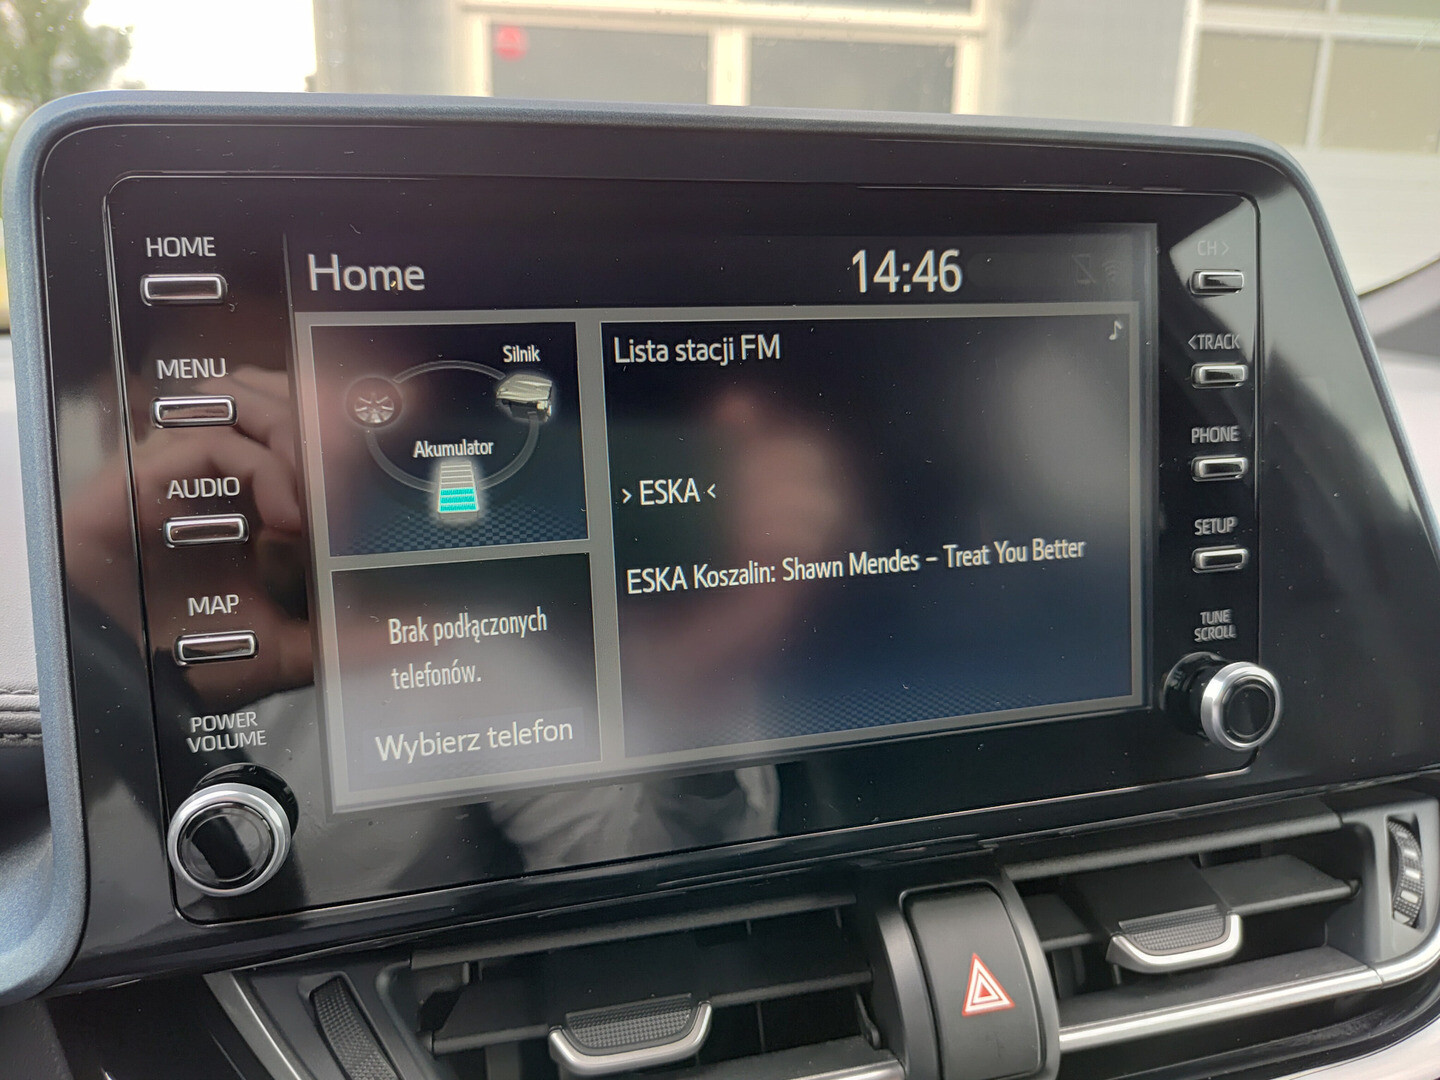 HOME
MENU
AUDIO
MAP
POWER
VOLUME
Home
14:46
Silnik
Akumulator
Brak podłączonych
telefonów.
Wybierz telefon
Lista stacji FM
› ESKA ‹
ESKA Koszalin: Shawn Mendes – Treat You Better
CH>
<TRACK
PHONE
SETUP
TUNE
SCROLL